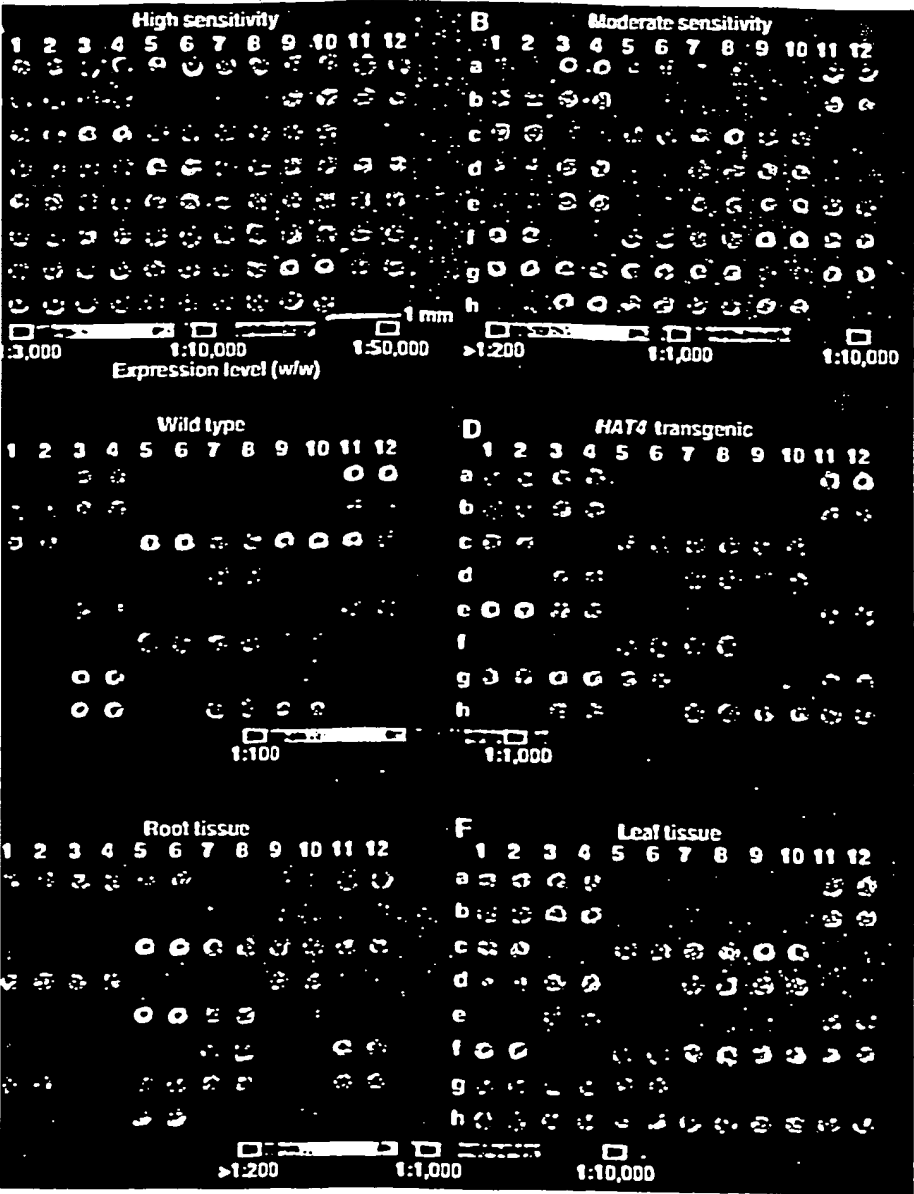 High sensitivity
1 2 3 4 5 6 7 8 9 10 11 12
1 mm
1:3,000 1:10,000 1:50,000
Expression level (w/w)
B Moderate sensitivity
1 2 3 4 5 6 7 8 9 10 11 12
a
b
c
d
e
f
g
h
>1:200 1:1,000 1:10,000
Wild type
1 2 3 4 5 6 7 8 9 10 11 12
D HAT4 transgenic
1 2 3 4 5 6 7 8 9 10 11 12
a
b
c
d
e
f
g
h
1:100 1:1,000
Root tissue
1 2 3 4 5 6 7 8 9 10 11 12
F Leaf tissue
1 2 3 4 5 6 7 8 9 10 11 12
a
b
c
d
e
f
g
h
>1:200 1:1,000 1:10,000